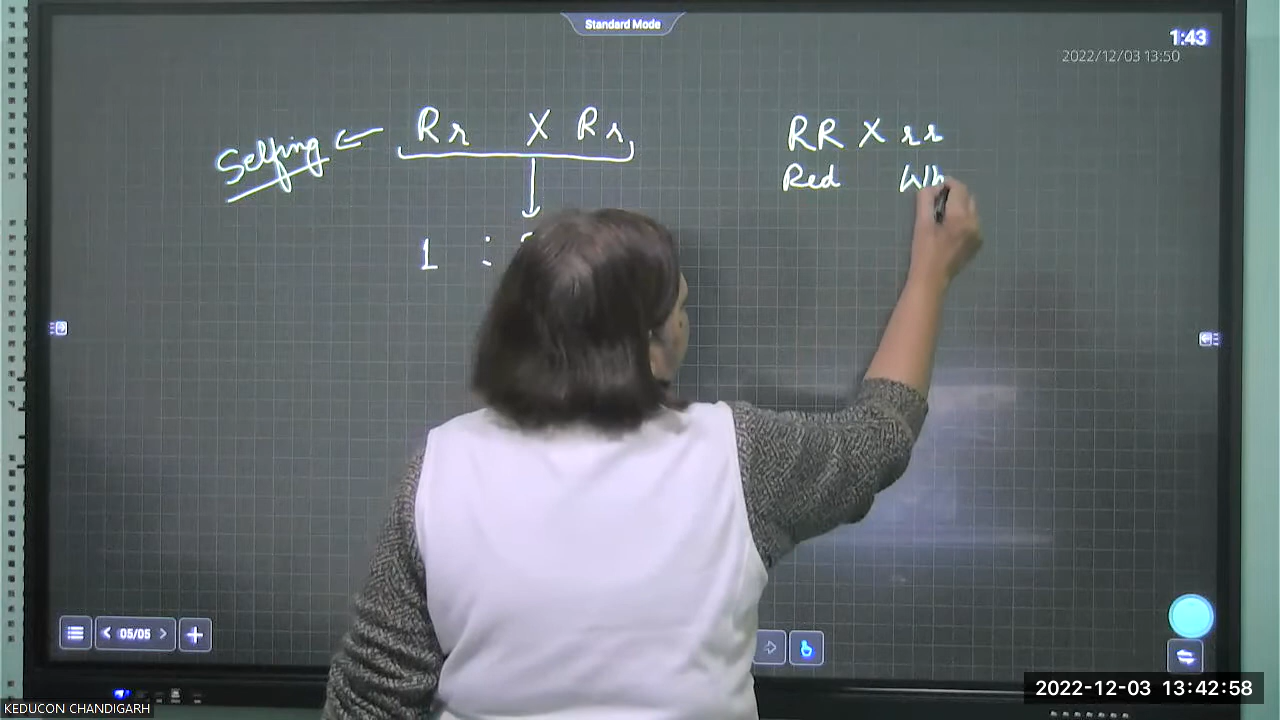 Standard Mode
1:43
2022/12/03 13:50
Selfing ← Rr X Rr
1 :
RR X rr
Red Wh
05/05
2022-12-03 13:42:58
KEDUCON CHANDIGARH